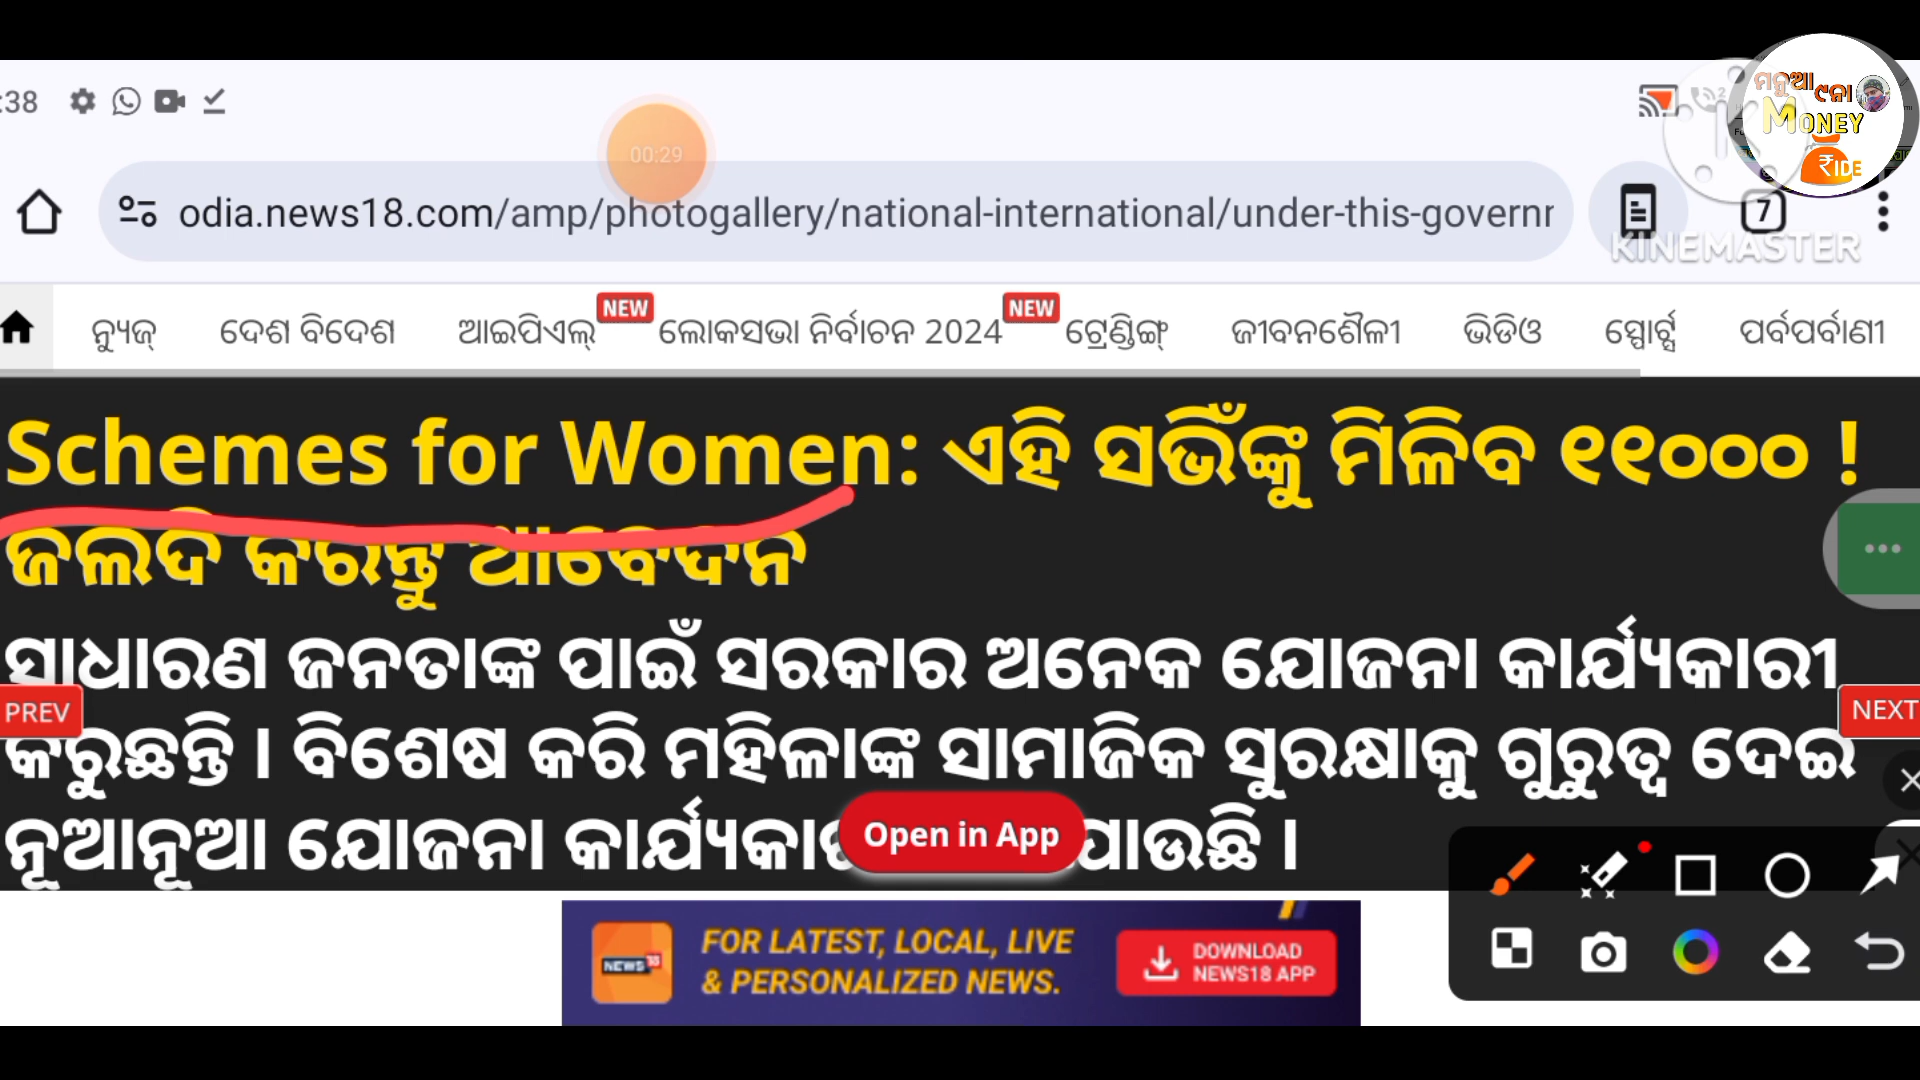 :38
00:29
ମନୁଆ
ଟୋକା
MONEY
₹IDE
odia.news18.com/amp/photogallery/national-international/under-this-governr
7
KINEMASTER
ନ୍ୟୁଜ୍ ଦେଶ ବିଦେଶ ଆଇପିଏଲ୍ NEW ଲୋକସଭା ନିର୍ବାଚନ 2024 NEW ଟ୍ରେଣ୍ଡିଙ୍ଗ୍ ଜୀବନଶୈଳୀ ଭିଡିଓ ସ୍ପୋର୍ଟ୍ସ ପର୍ବପର୍ବାଣୀ
Schemes for Women: ଏହି ସଭିଁଙ୍କୁ ମିଳିବ ୧୧୦୦୦ !
ଜଲଦି କରନ୍ତୁ ଆବେଦନ
ସାଧାରଣ ଜନତାଙ୍କ ପାଇଁ ସରକାର ଅନେକ ଯୋଜନା କାର୍ଯ୍ୟକାରୀ
PREV
NEXT
କରୁଛନ୍ତି । ବିଶେଷ କରି ମହିଳାଙ୍କ ସାମାଜିକ ସୁରକ୍ଷାକୁ ଗୁରୁତ୍ୱ ଦେଇ
ନୂଆନୂଆ ଯୋଜନା
Open in App
FOR LATEST, LOCAL, LIVE
& PERSONALIZED NEWS.
NEWS18
DOWNLOAD
NEWS18 APP